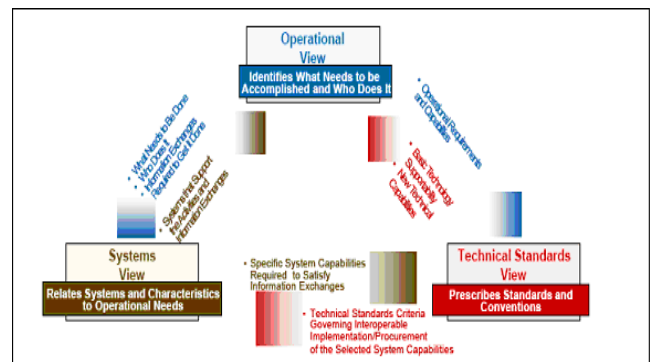 Operational
View
Identifies What Needs to be
Accomplished and Who Does It
• What Needs to Be Done
• Who Does It
• Information Exchanges
Required to Get It Done
• Operational Requirements
and Capabilities
• Systems that Support
the Activities and
Information Exchanges
• Basic Technology
Supportability
• New Technical
Capabilities
Systems
View
Relates Systems and Characteristics
to Operational Needs
• Specific System Capabilities
Required to Satisfy
Information Exchanges
• Technical Standards Criteria
Governing Interoperable
Implementation/Procurement
of the Selected System Capabilities
Technical Standards
View
Prescribes Standards and
Conventions